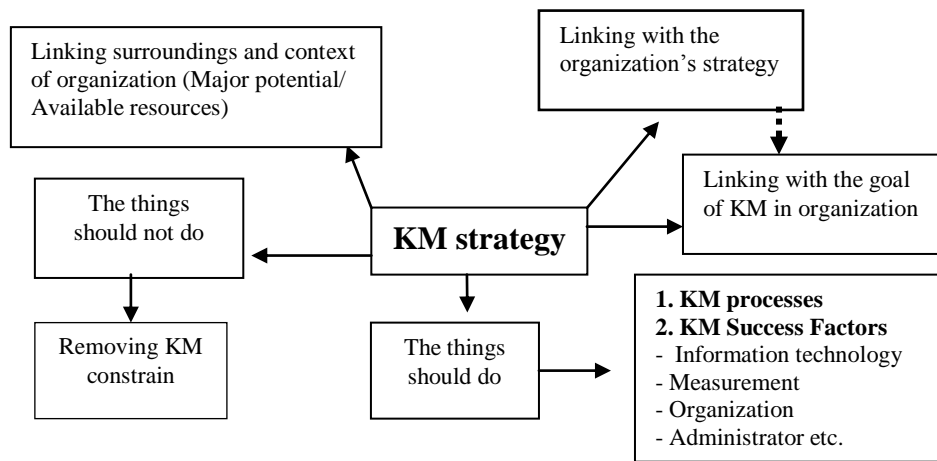 Linking surroundings and context
of organization (Major potential/
Available resources)
Linking with the
organization’s strategy
Linking with the goal
of KM in organization
The things
should not do
KM strategy
Removing KM
constrain
The things
should do
1. KM processes
2. KM Success Factors
- Information technology
- Measurement
- Organization
- Administrator etc.